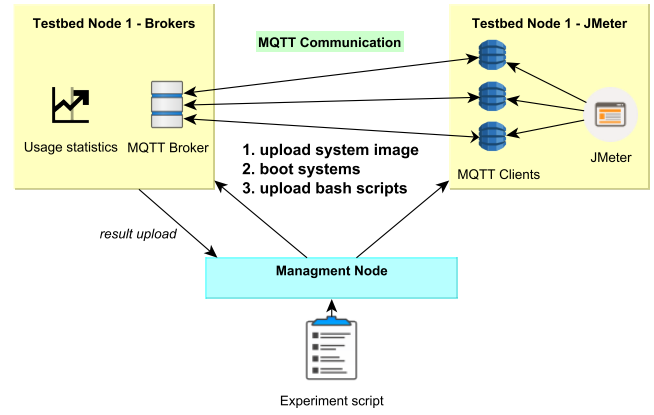 Testbed Node 1 - Brokers
Testbed Node 1 - JMeter
MQTT Communication
Usage statistics
MQTT Broker
MQTT Clients
JMeter
1. upload system image
2. boot systems
3. upload bash scripts
result upload
Managment Node
Experiment script